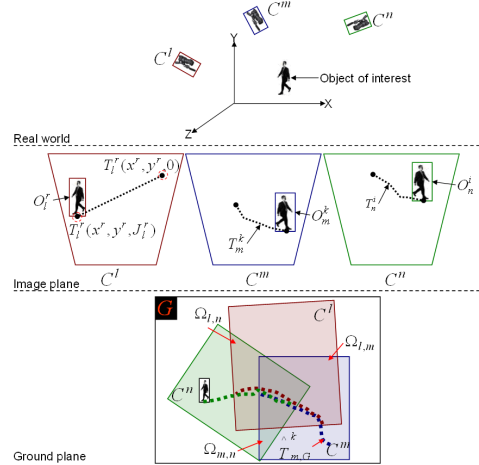 C^l
C^m
C^n
Y
X
Z
Object of interest
Real world
T_l^r(x^r, y^r, 0)
O_l^r
T_l^r(x^r, y^r, J_l^r)
C^l
T_m^k
O_m^k
C^m
T_n^i
O_n^i
C^n
Image plane
G
Ω_{l,n}
C^l
Ω_{l,m}
C^n
Ω_{m,n}
\hat{T}_{m,G}^k
C^m
Ground plane